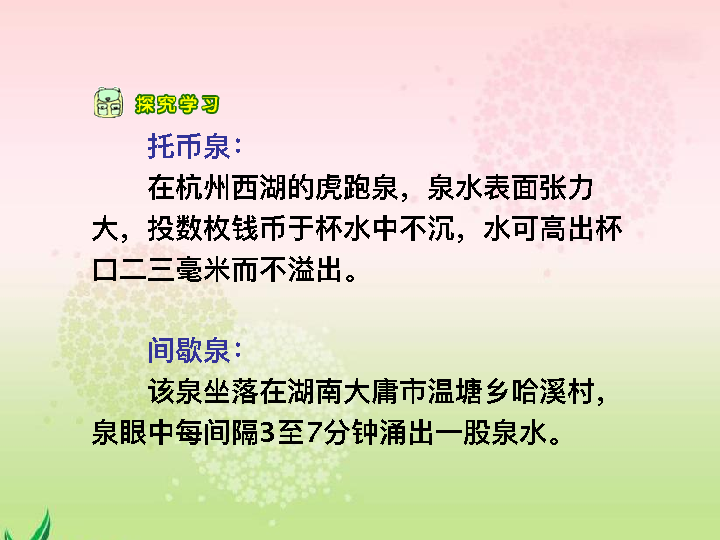 探究学习
托币泉：
在杭州西湖的虎跑泉，泉水表面张力
大，投数枚钱币于杯水中不沉，水可高出杯
口二三毫米而不溢出。
间歇泉：
该泉坐落在湖南大庸市温塘乡哈溪村，
泉眼中每间隔3至7分钟涌出一股泉水。